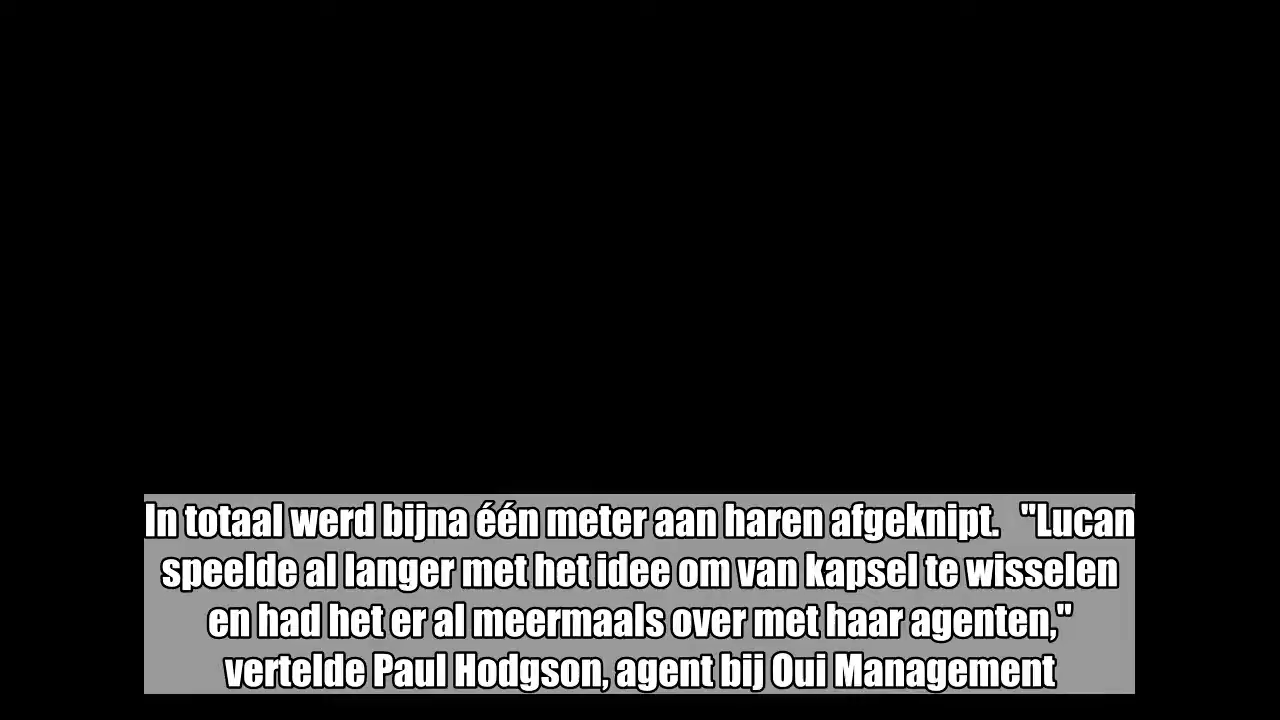 In totaal werd bijna één meter aan haren afgeknipt.   "Lucan
speelde al langer met het idee om van kapsel te wisselen
en had het er al meermaals over met haar agenten,"
vertelde Paul Hodgson, agent bij Oui Management